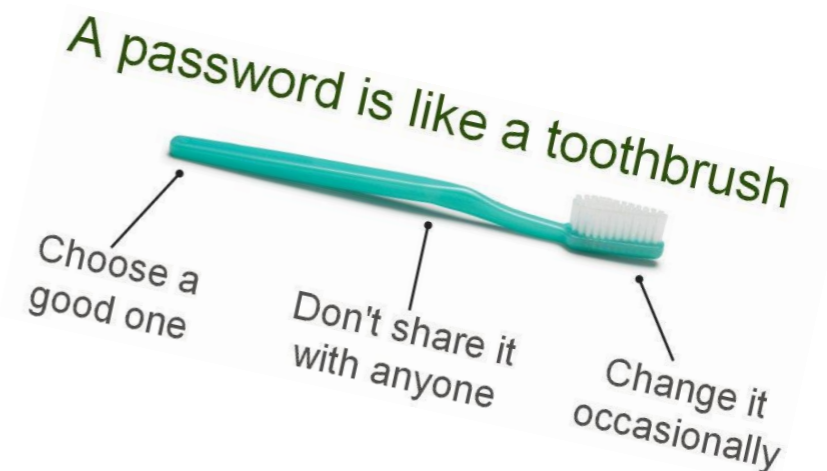 A password is like a toothbrush
Choose a
good one
Don't share it
with anyone
Change it
occasionally